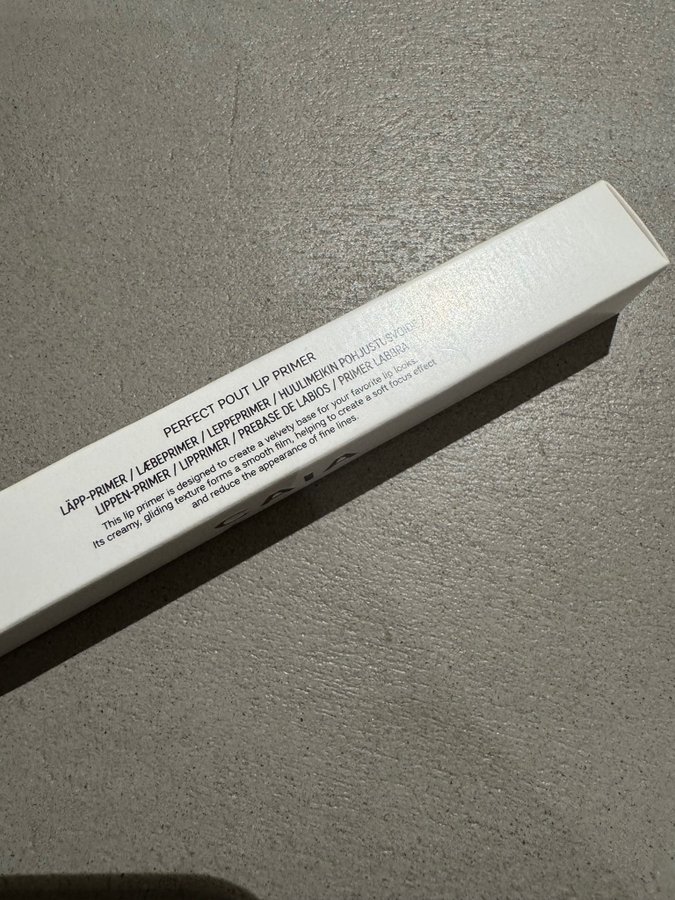 PERFECT POUT LIP PRIMER
LÄPP-PRIMER / LÆBEPRIMER / LEPPEPRIMER / HUULIMEIKIN POHJUSTUSVOIDE /
LIPPEN-PRIMER / LIPPRIMER / PREBASE DE LABIOS / PRIMER LABBRA
This lip primer is designed to create a velvety base for your favorite lip looks.
Its creamy, gliding texture forms a smooth film, helping to create a soft focus effect
and reduce the appearance of fine lines.
CAIA